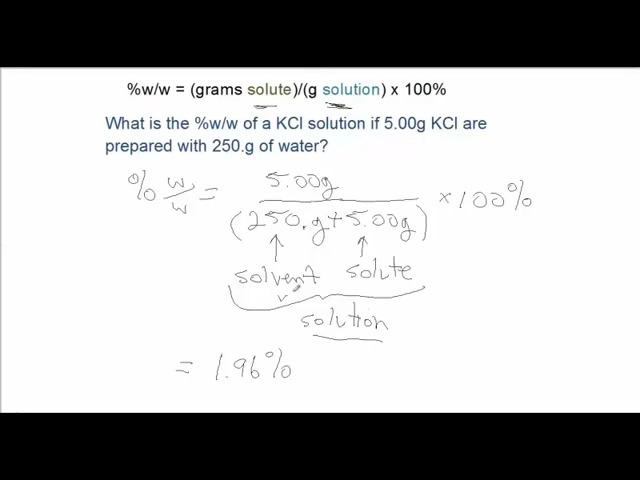 %w/w = (grams solute)/(g solution) x 100%
What is the %w/w of a KCl solution if 5.00g KCl are
prepared with 250.g of water?
% w/w = 5.00g / (250.g + 5.00g) × 100%
solvent solute
solution
= 1.96%